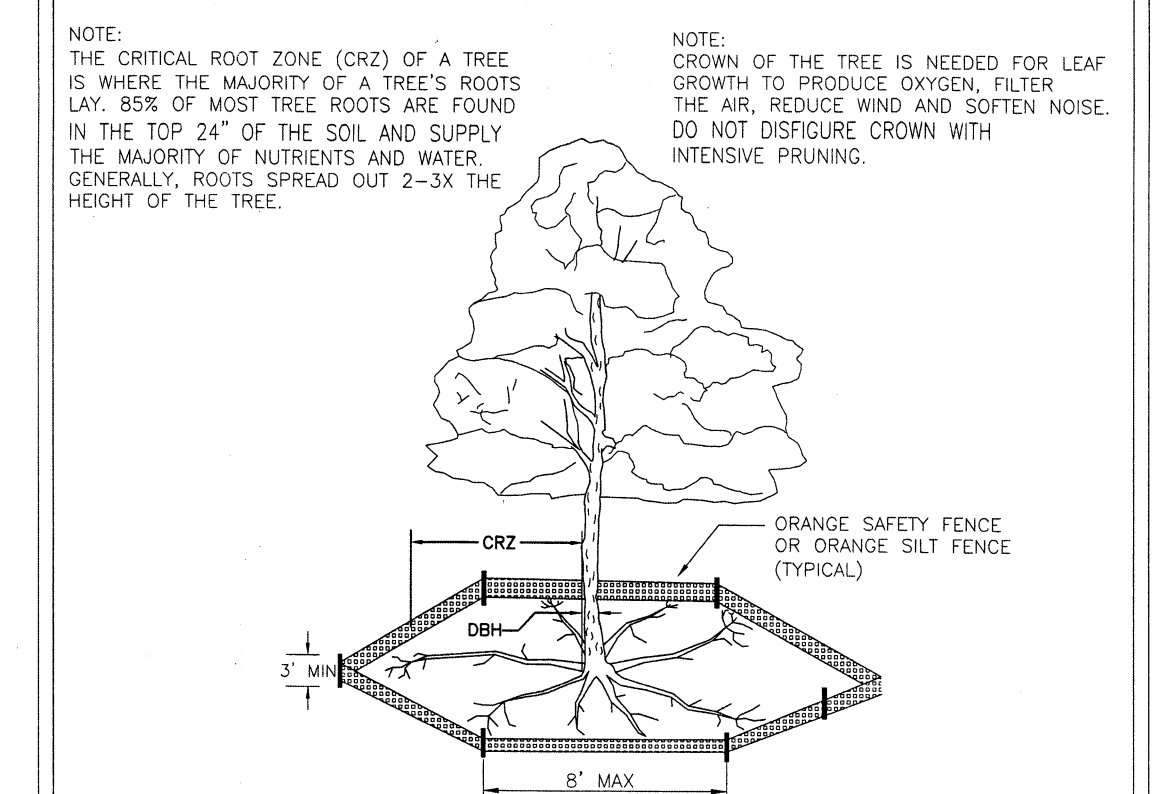 NOTE:
THE CRITICAL ROOT ZONE (CRZ) OF A TREE
IS WHERE THE MAJORITY OF A TREE'S ROOTS
LAY. 85% OF MOST TREE ROOTS ARE FOUND
IN THE TOP 24" OF THE SOIL AND SUPPLY
THE MAJORITY OF NUTRIENTS AND WATER.
GENERALLY, ROOTS SPREAD OUT 2-3X THE
HEIGHT OF THE TREE.
NOTE:
CROWN OF THE TREE IS NEEDED FOR LEAF
GROWTH TO PRODUCE OXYGEN, FILTER
THE AIR, REDUCE WIND AND SOFTEN NOISE.
DO NOT DISFIGURE CROWN WITH
INTENSIVE PRUNING.
ORANGE SAFETY FENCE
OR ORANGE SILT FENCE
(TYPICAL)
CRZ
DBH
3' MIN
8' MAX